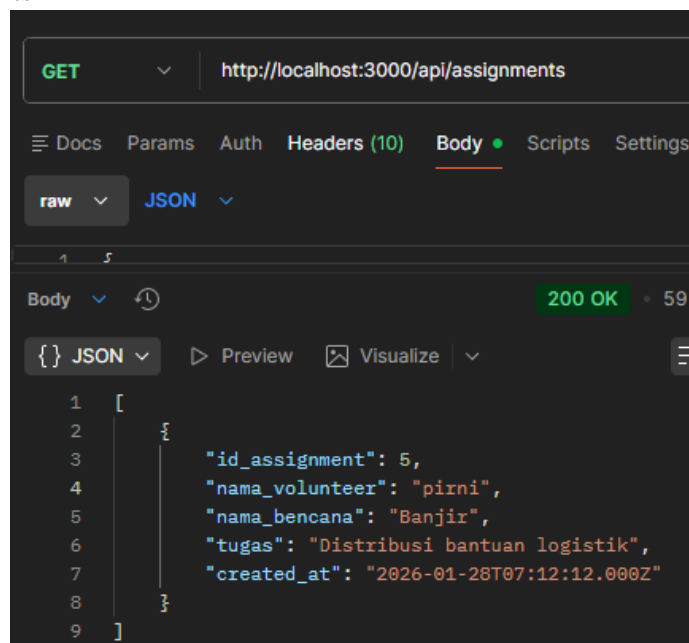 GET http://localhost:3000/api/assignments
Docs Params Auth Headers (10) Body Scripts Settings
raw JSON
Body 200 OK • 59
{} JSON Preview Visualize
1 [
2 {
3 "id_assignment": 5,
4 "nama_volunteer": "pirni",
5 "nama_bencana": "Banjir",
6 "tugas": "Distribusi bantuan logistik",
7 "created_at": "2026-01-28T07:12:12.000Z"
8 }
9 ]